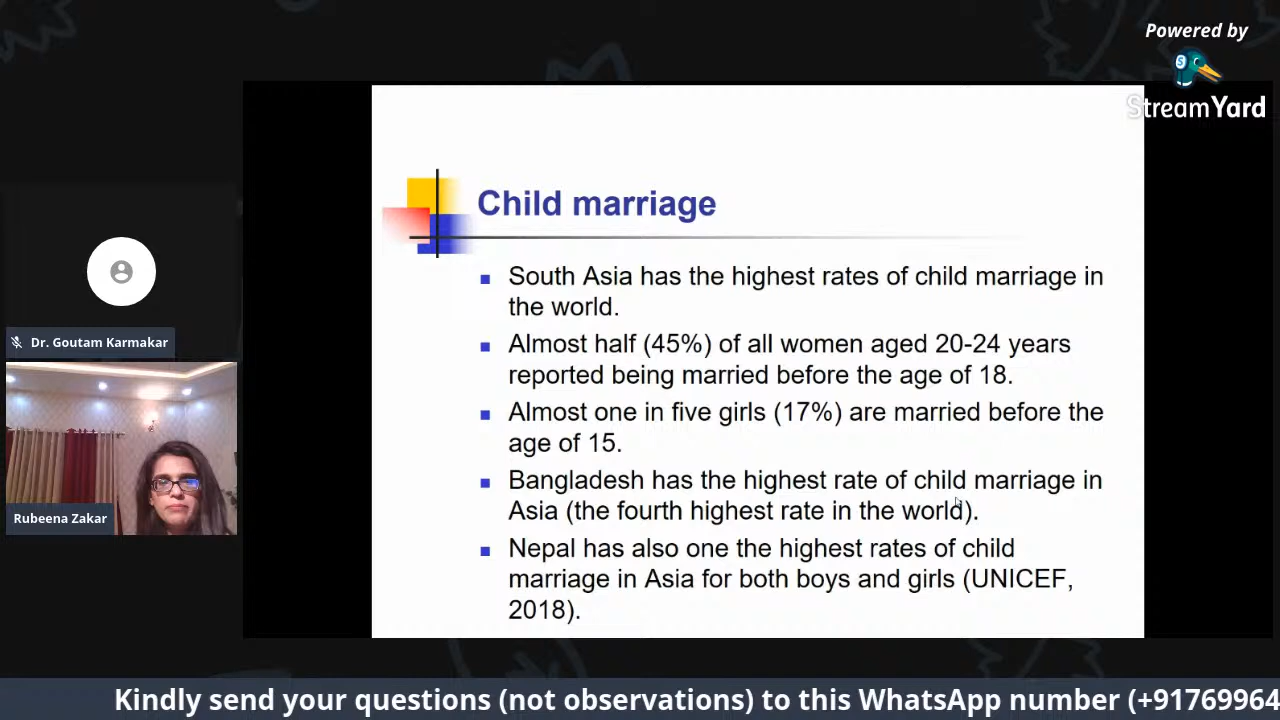 Powered by
StreamYard
Child marriage
South Asia has the highest rates of child marriage in
the world.
Almost half (45%) of all women aged 20-24 years
reported being married before the age of 18.
Almost one in five girls (17%) are married before the
age of 15.
Bangladesh has the highest rate of child marriage in
Asia (the fourth highest rate in the world).
Nepal has also one the highest rates of child
marriage in Asia for both boys and girls (UNICEF,
2018).
Dr. Goutam Karmakar
Rubeena Zakar
Kindly send your questions (not observations) to this WhatsApp number (+91769964